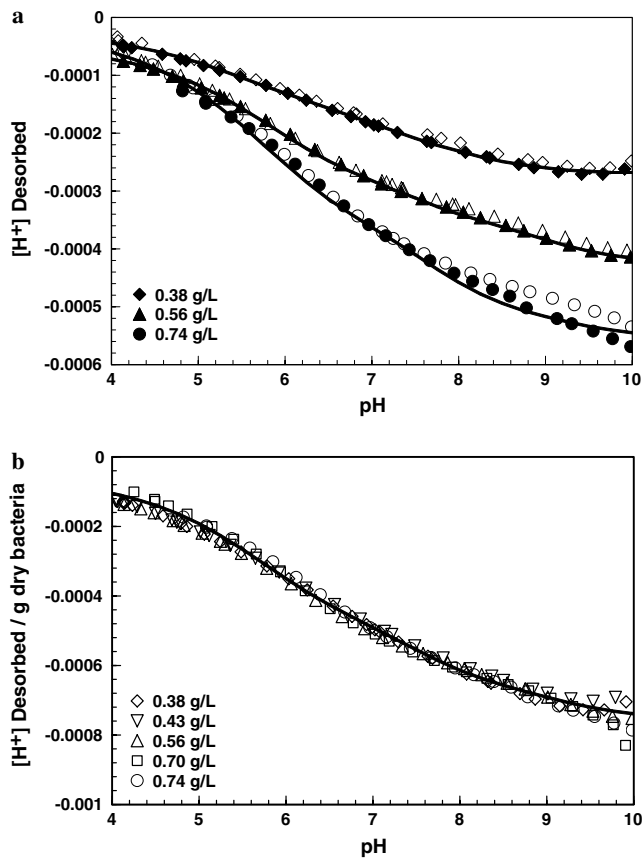 a
0
-0.0001
-0.0002
-0.0003
-0.0004
-0.0005
-0.0006
[H+] Desorbed
0.38 g/L
0.56 g/L
0.74 g/L
4 5 6 7 8 9 10
pH
b
0
-0.0002
-0.0004
-0.0006
-0.0008
-0.001
[H+] Desorbed / g dry bacteria
0.38 g/L
0.43 g/L
0.56 g/L
0.70 g/L
0.74 g/L
4 5 6 7 8 9 10
pH